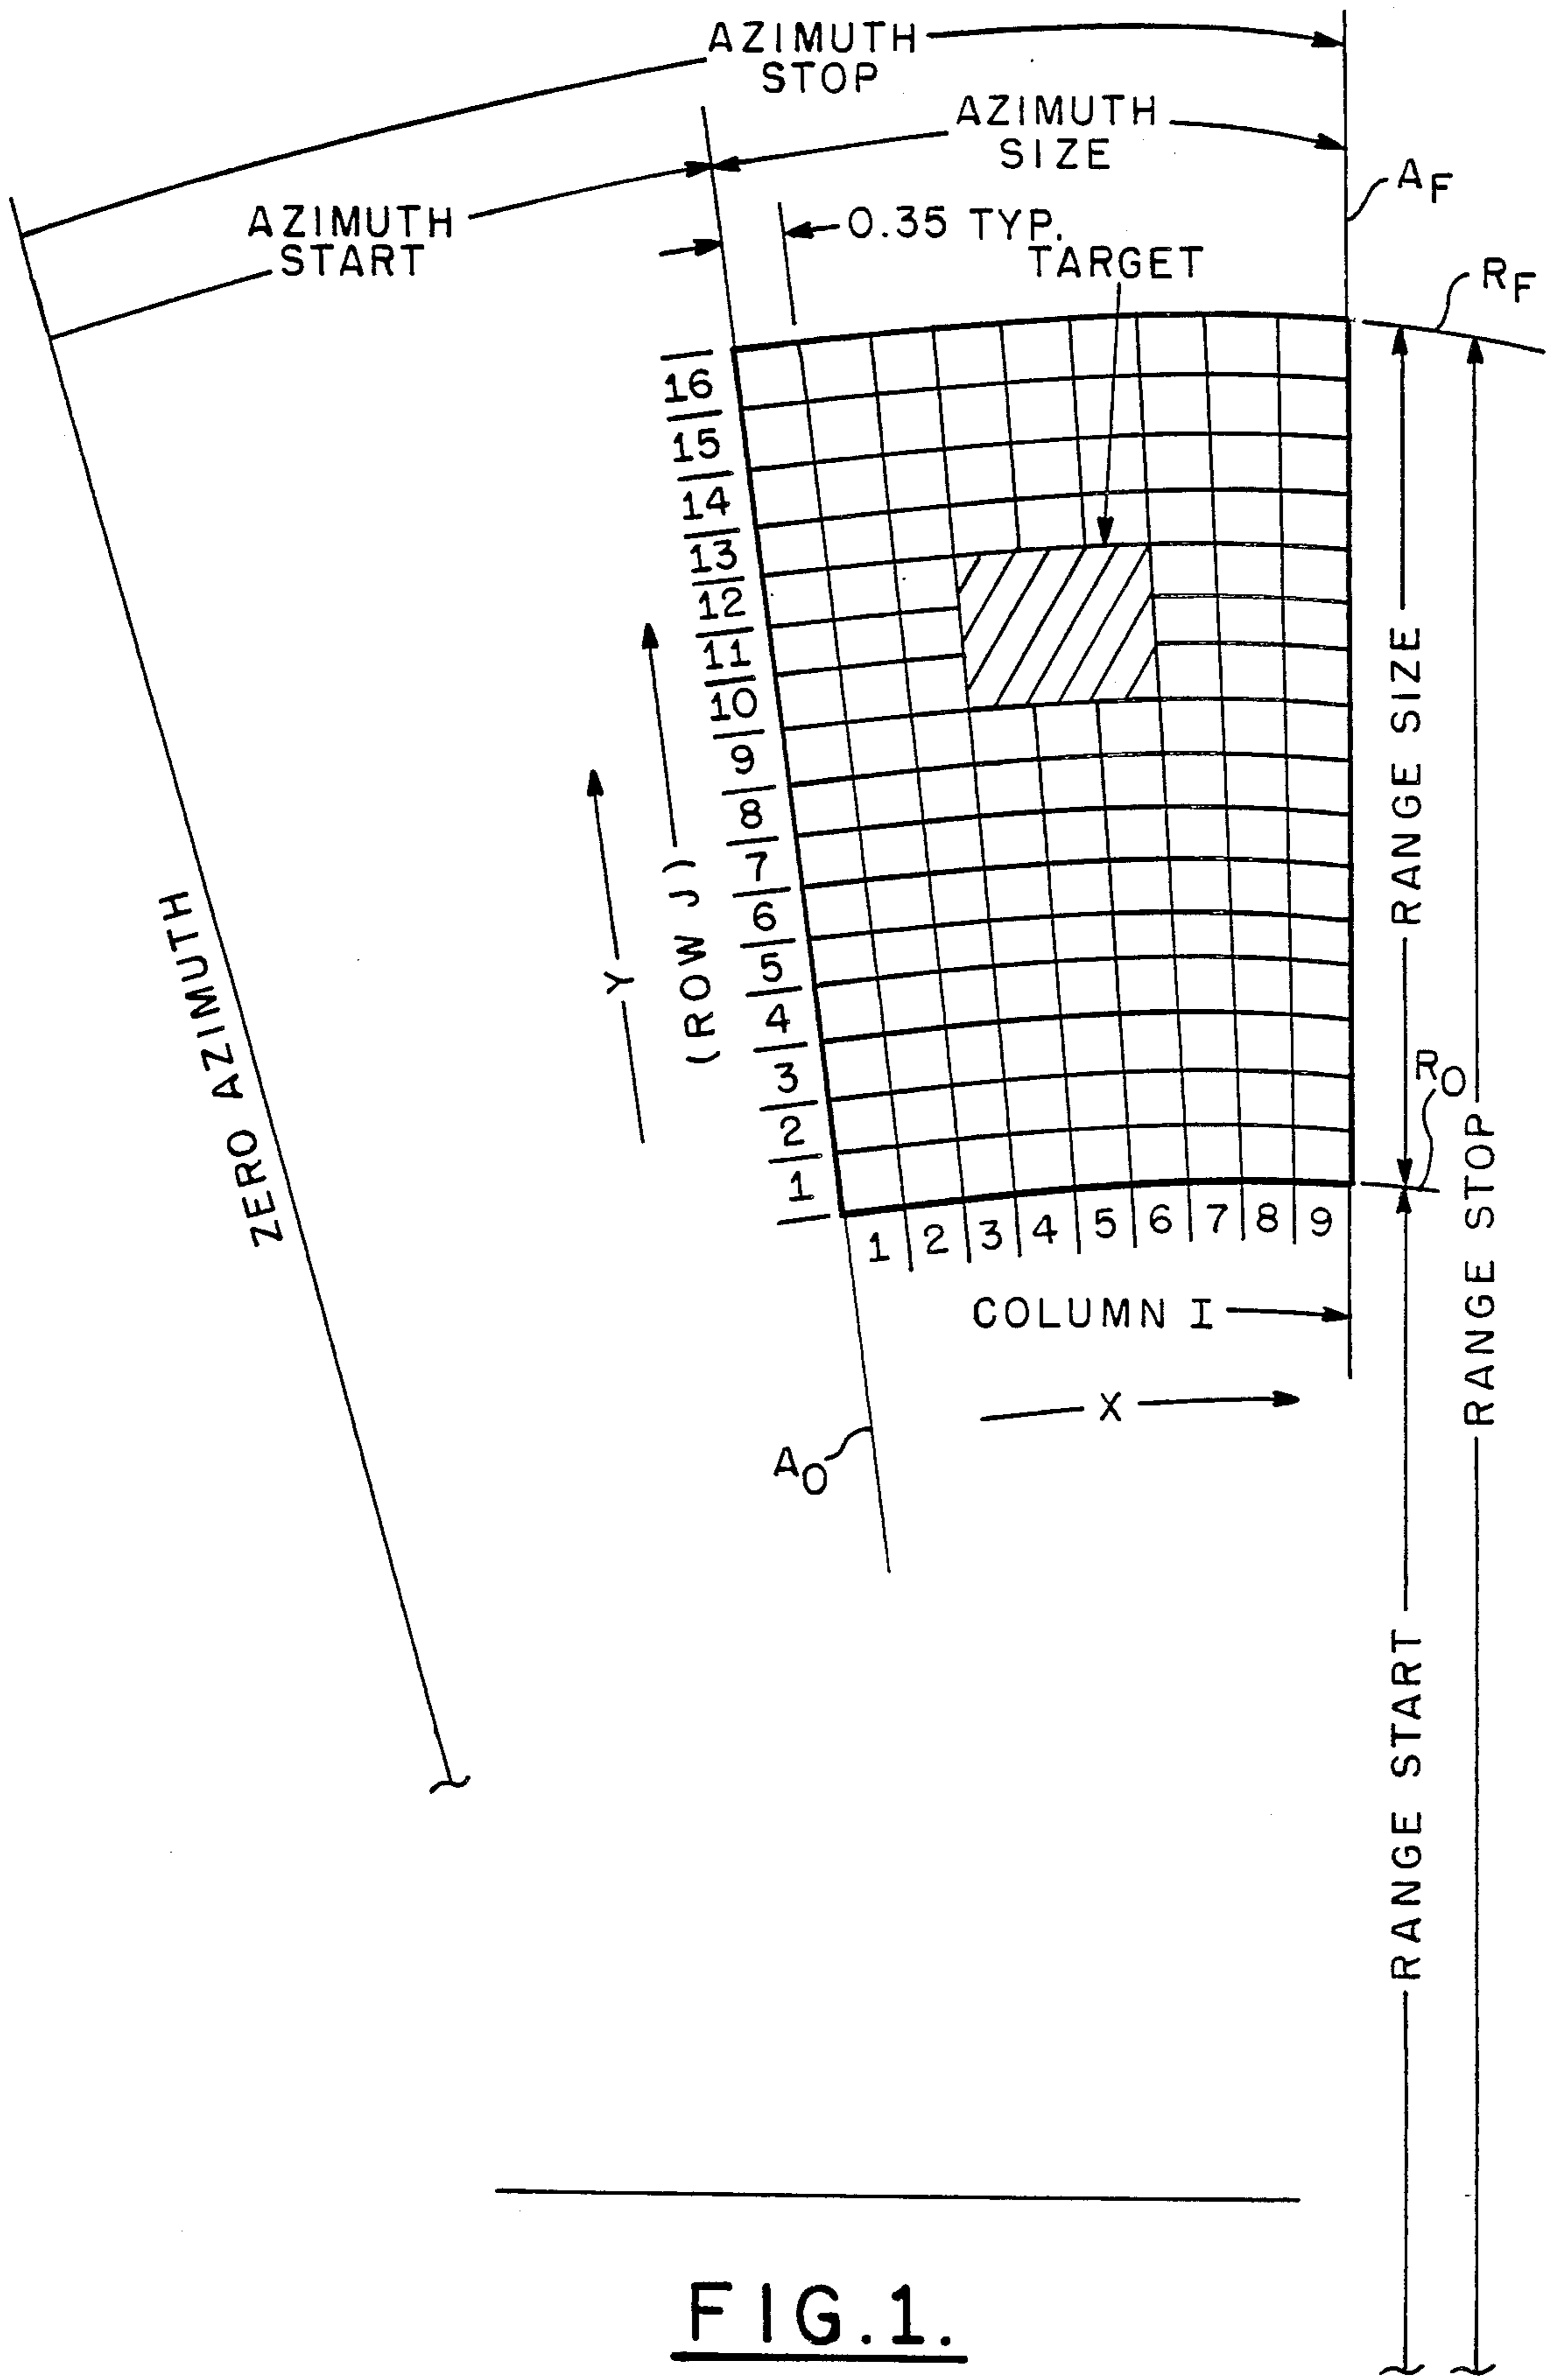 AZIMUTH
STOP
AZIMUTH
SIZE
A_F
AZIMUTH
START
0.35 TYP.
TARGET
R_F
16
15
14
13
12
11
10
9
8
7
6
5
4
3
2
1
Y
(ROW J)
RANGE SIZE
ZERO AZIMUTH
R_O
RANGE STOP
1 2 3 4 5 6 7 8 9
COLUMN I
X
A_O
RANGE START
FIG.1.